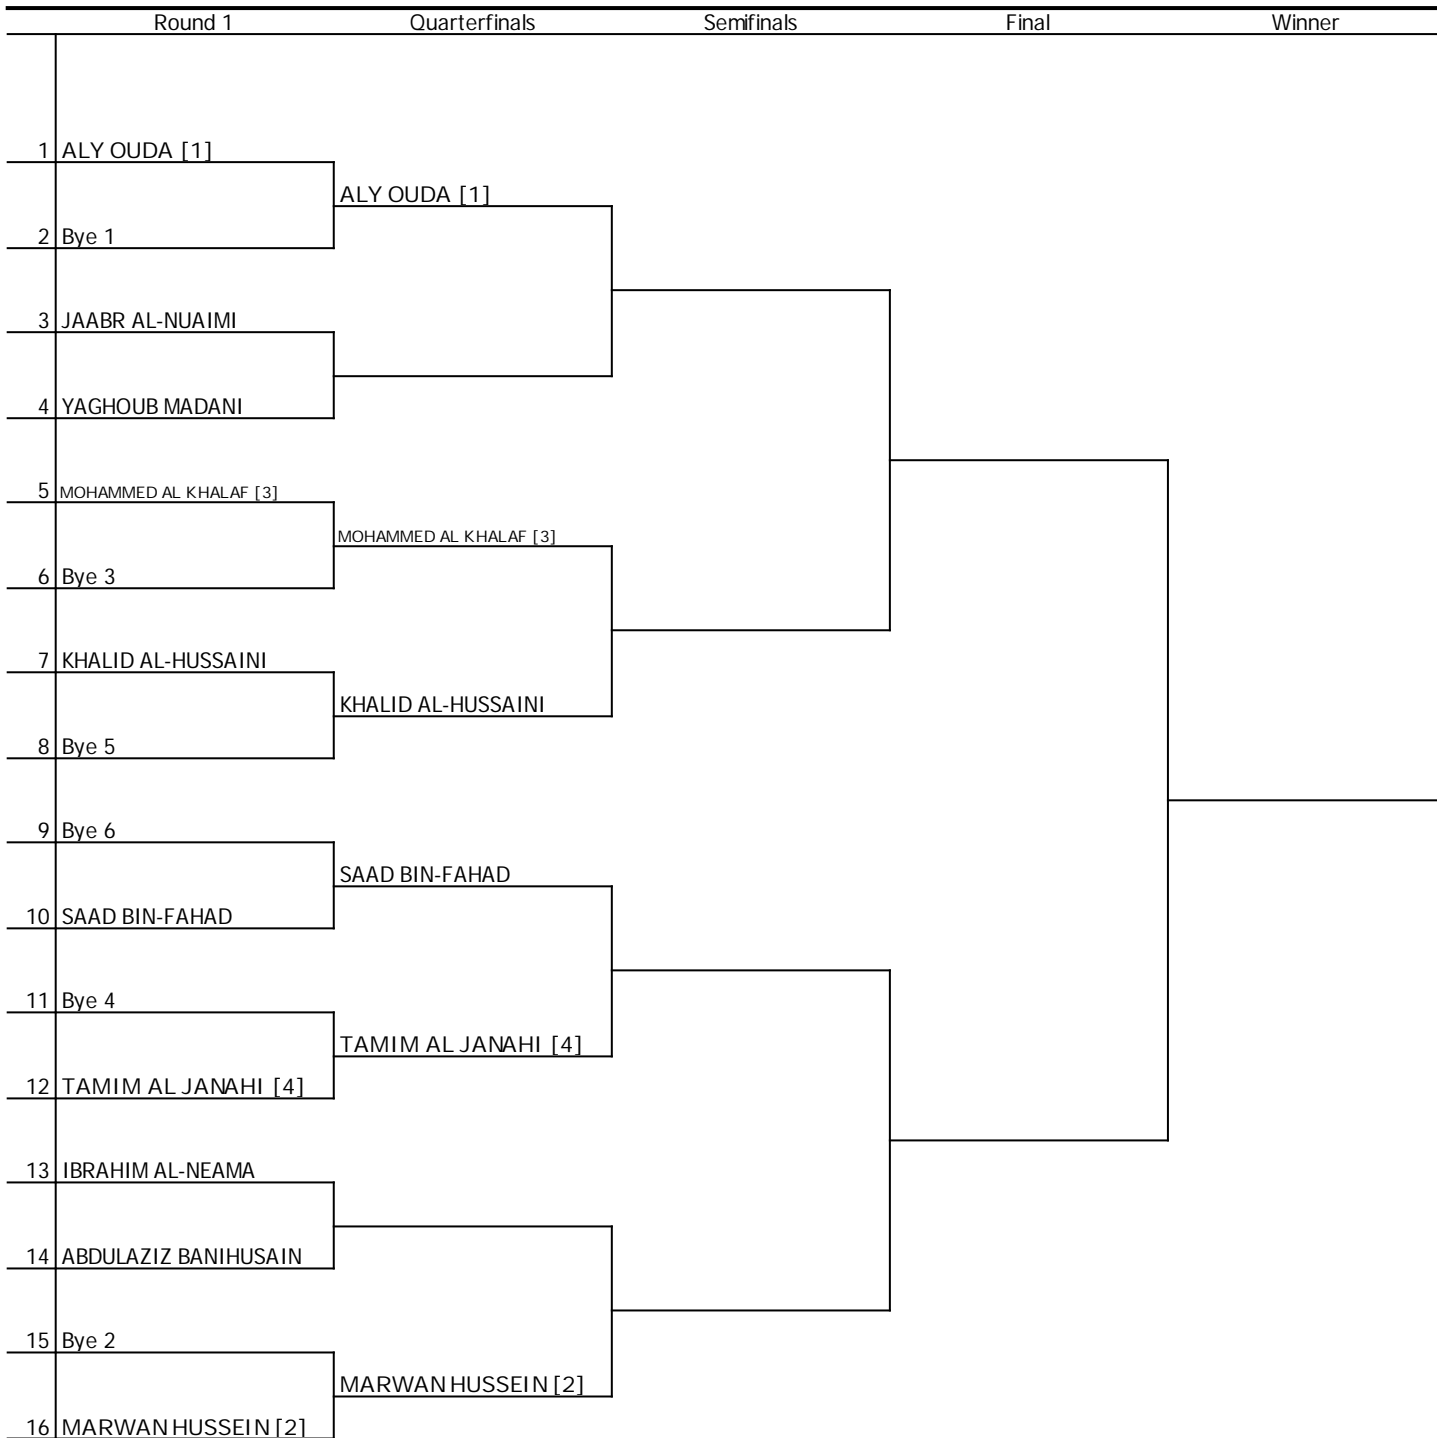 Round 1 Quarterfinals Semifinals Final Winner
1 ALY OUDA [1]
ALY OUDA [1]
2 Bye 1
3 JAABR AL-NUAIMI
4 YAGHOUB MADANI
5 MOHAMMED AL KHALAF [3]
MOHAMMED AL KHALAF [3]
6 Bye 3
7 KHALID AL-HUSSAINI
KHALID AL-HUSSAINI
8 Bye 5
9 Bye 6
SAAD BIN-FAHAD
10 SAAD BIN-FAHAD
11 Bye 4
TAMIM AL JANAHI [4]
12 TAMIM AL JANAHI [4]
13 IBRAHIM AL-NEAMA
14 ABDULAZIZ BANIHUSAIN
15 Bye 2
MARWAN HUSSEIN [2]
16 MARWAN HUSSEIN [2]